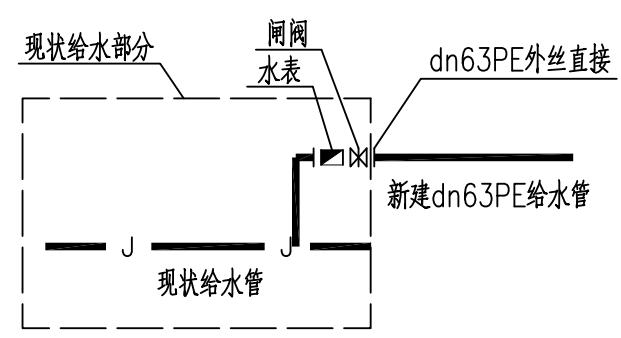 现状给水部分
闸阀
水表
dn63PE外丝直接
新建dn63PE给水管
J
J
现状给水管